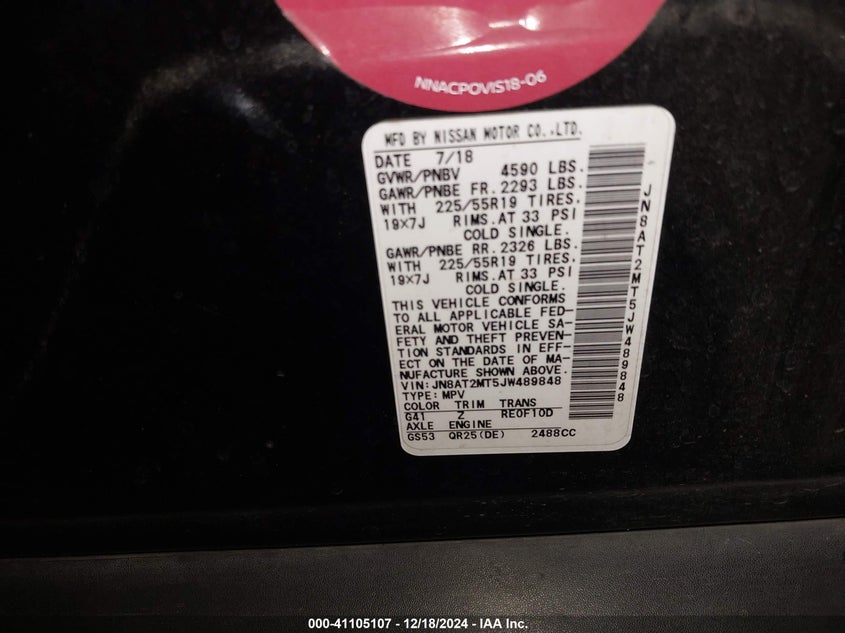 NNACPOVIS18-06
MFD BY NISSAN MOTOR CO.,LTD.
DATE 7/18
GVWR/PNBV 4590 LBS.
GAWR/PNBE FR. 2293 LBS.
WITH 225/55R19 TIRES.
19X7J RIMS.AT 33 PSI
COLD SINGLE.
GAWR/PNBE RR. 2326 LBS.
WITH 225/55R19 TIRES.
19X7J RIMS.AT 33 PSI
COLD SINGLE.
THIS VEHICLE CONFORMS
TO ALL APPLICABLE FED-
ERAL MOTOR VEHICLE SA-
FETY AND THEFT PREVEN-
TION STANDARDS IN EFF-
ECT ON THE DATE OF MA-
NUFACTURE SHOWN ABOVE.
VIN:JN8AT2MT5JW489848
TYPE:MPV
COLOR TRIM TRANS
G41 Z RE0F10D
AXLE ENGINE
GS53 QR25(DE) 2488CC
JN8AT2MT5JW489848
000-41105107 - 12/18/2024 - IAA Inc.